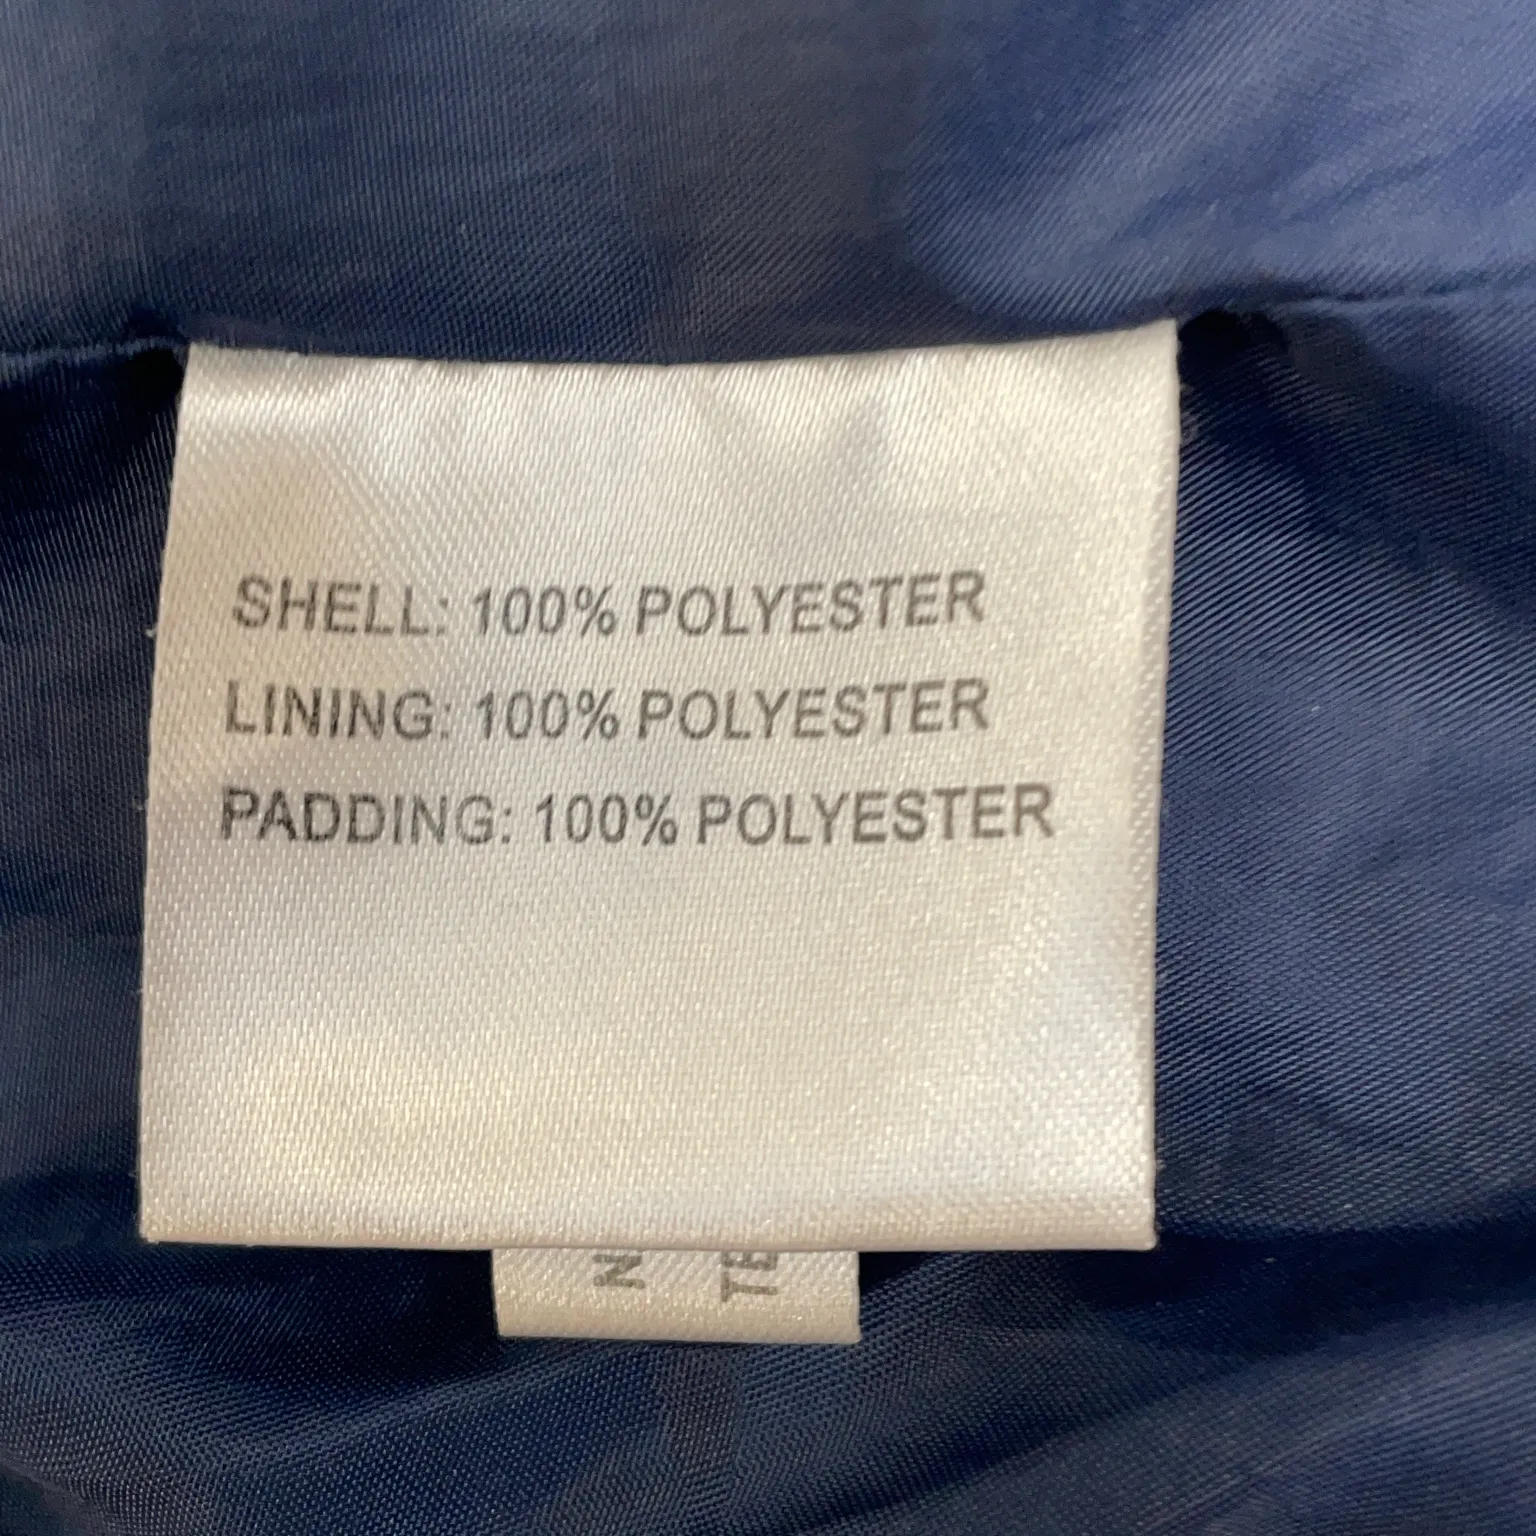 SHELL: 100% POLYESTER
LINING: 100% POLYESTER
PADDING: 100% POLYESTER